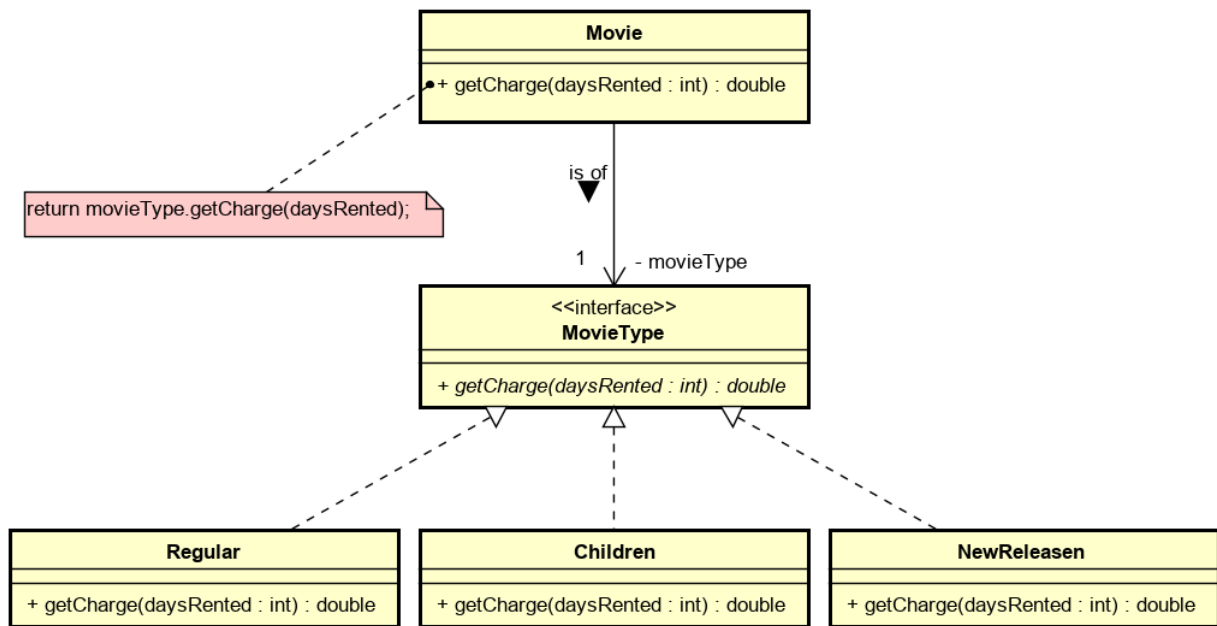 Movie
+ getCharge(daysRented : int) : double
is of
return movieType.getCharge(daysRented);
1
- movieType
<<interface>>
MovieType
+ getCharge(daysRented : int) : double
Regular
+ getCharge(daysRented : int) : double
Children
+ getCharge(daysRented : int) : double
NewReleasen
+ getCharge(daysRented : int) : double